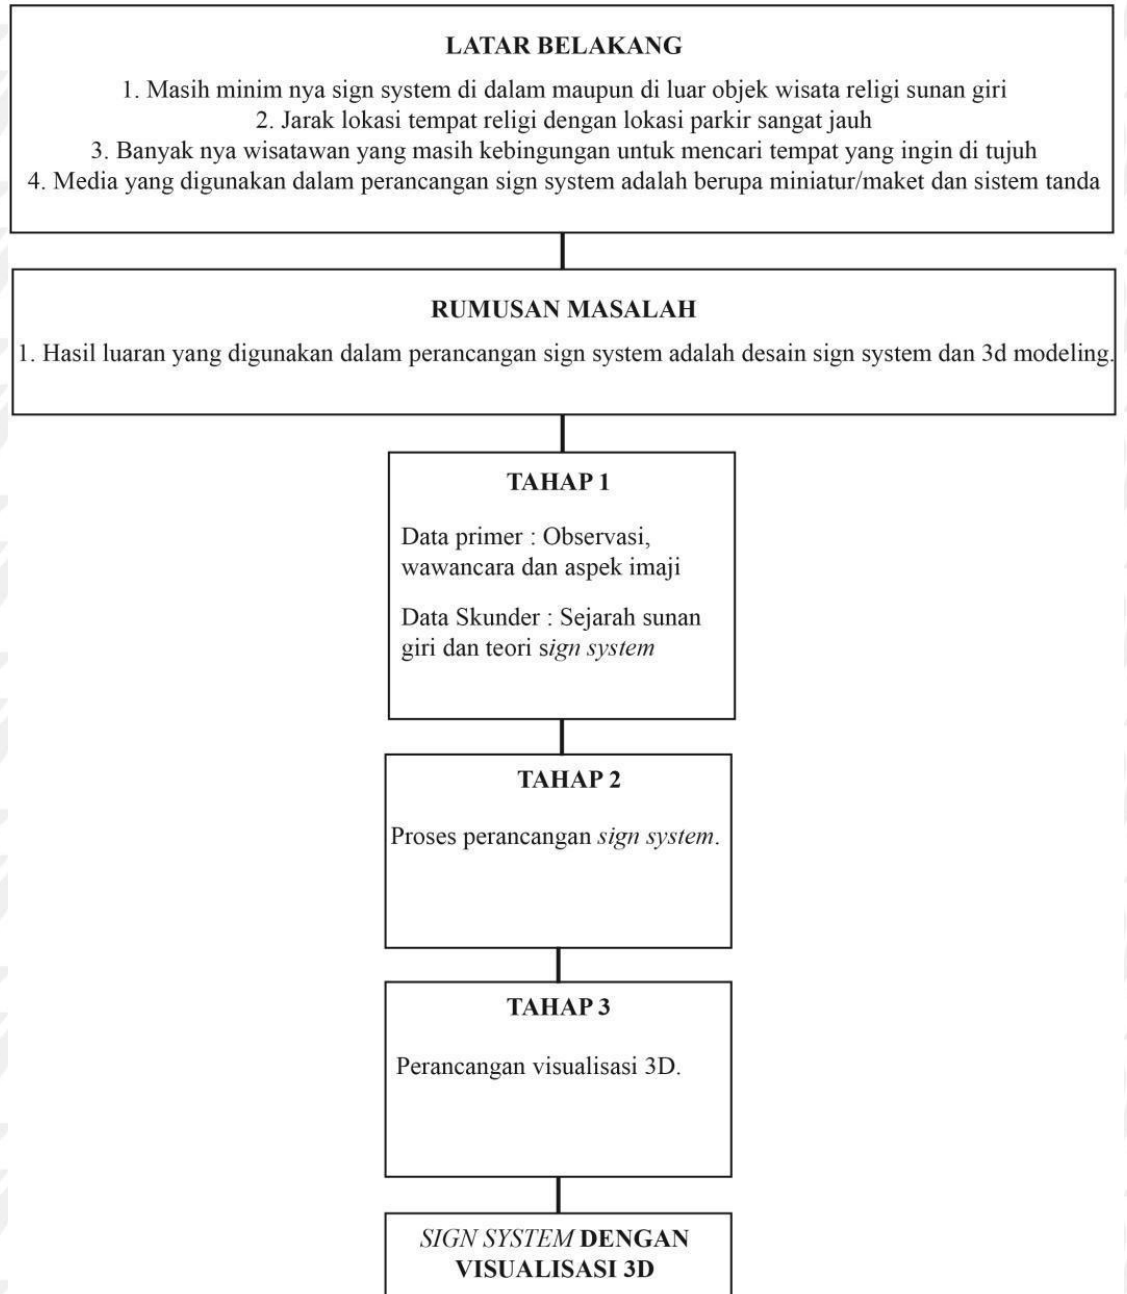 LATAR BELAKANG
1. Masih minim nya sign system di dalam maupun di luar objek wisata religi sunan giri
2. Jarak lokasi tempat religi dengan lokasi parkir sangat jauh
3. Banyak nya wisatawan yang masih kebingungan untuk mencari tempat yang ingin di tujuh
4. Media yang digunakan dalam perancangan sign system adalah berupa miniatur/maket dan sistem tanda
RUMUSAN MASALAH
1. Hasil luaran yang digunakan dalam perancangan sign system adalah desain sign system dan 3d modeling.
TAHAP 1
Data primer : Observasi,
wawancara dan aspek imaji
Data Skunder : Sejarah sunan
giri dan teori sign system
TAHAP 2
Proses perancangan sign system.
TAHAP 3
Perancangan visualisasi 3D.
SIGN SYSTEM DENGAN
VISUALISASI 3D